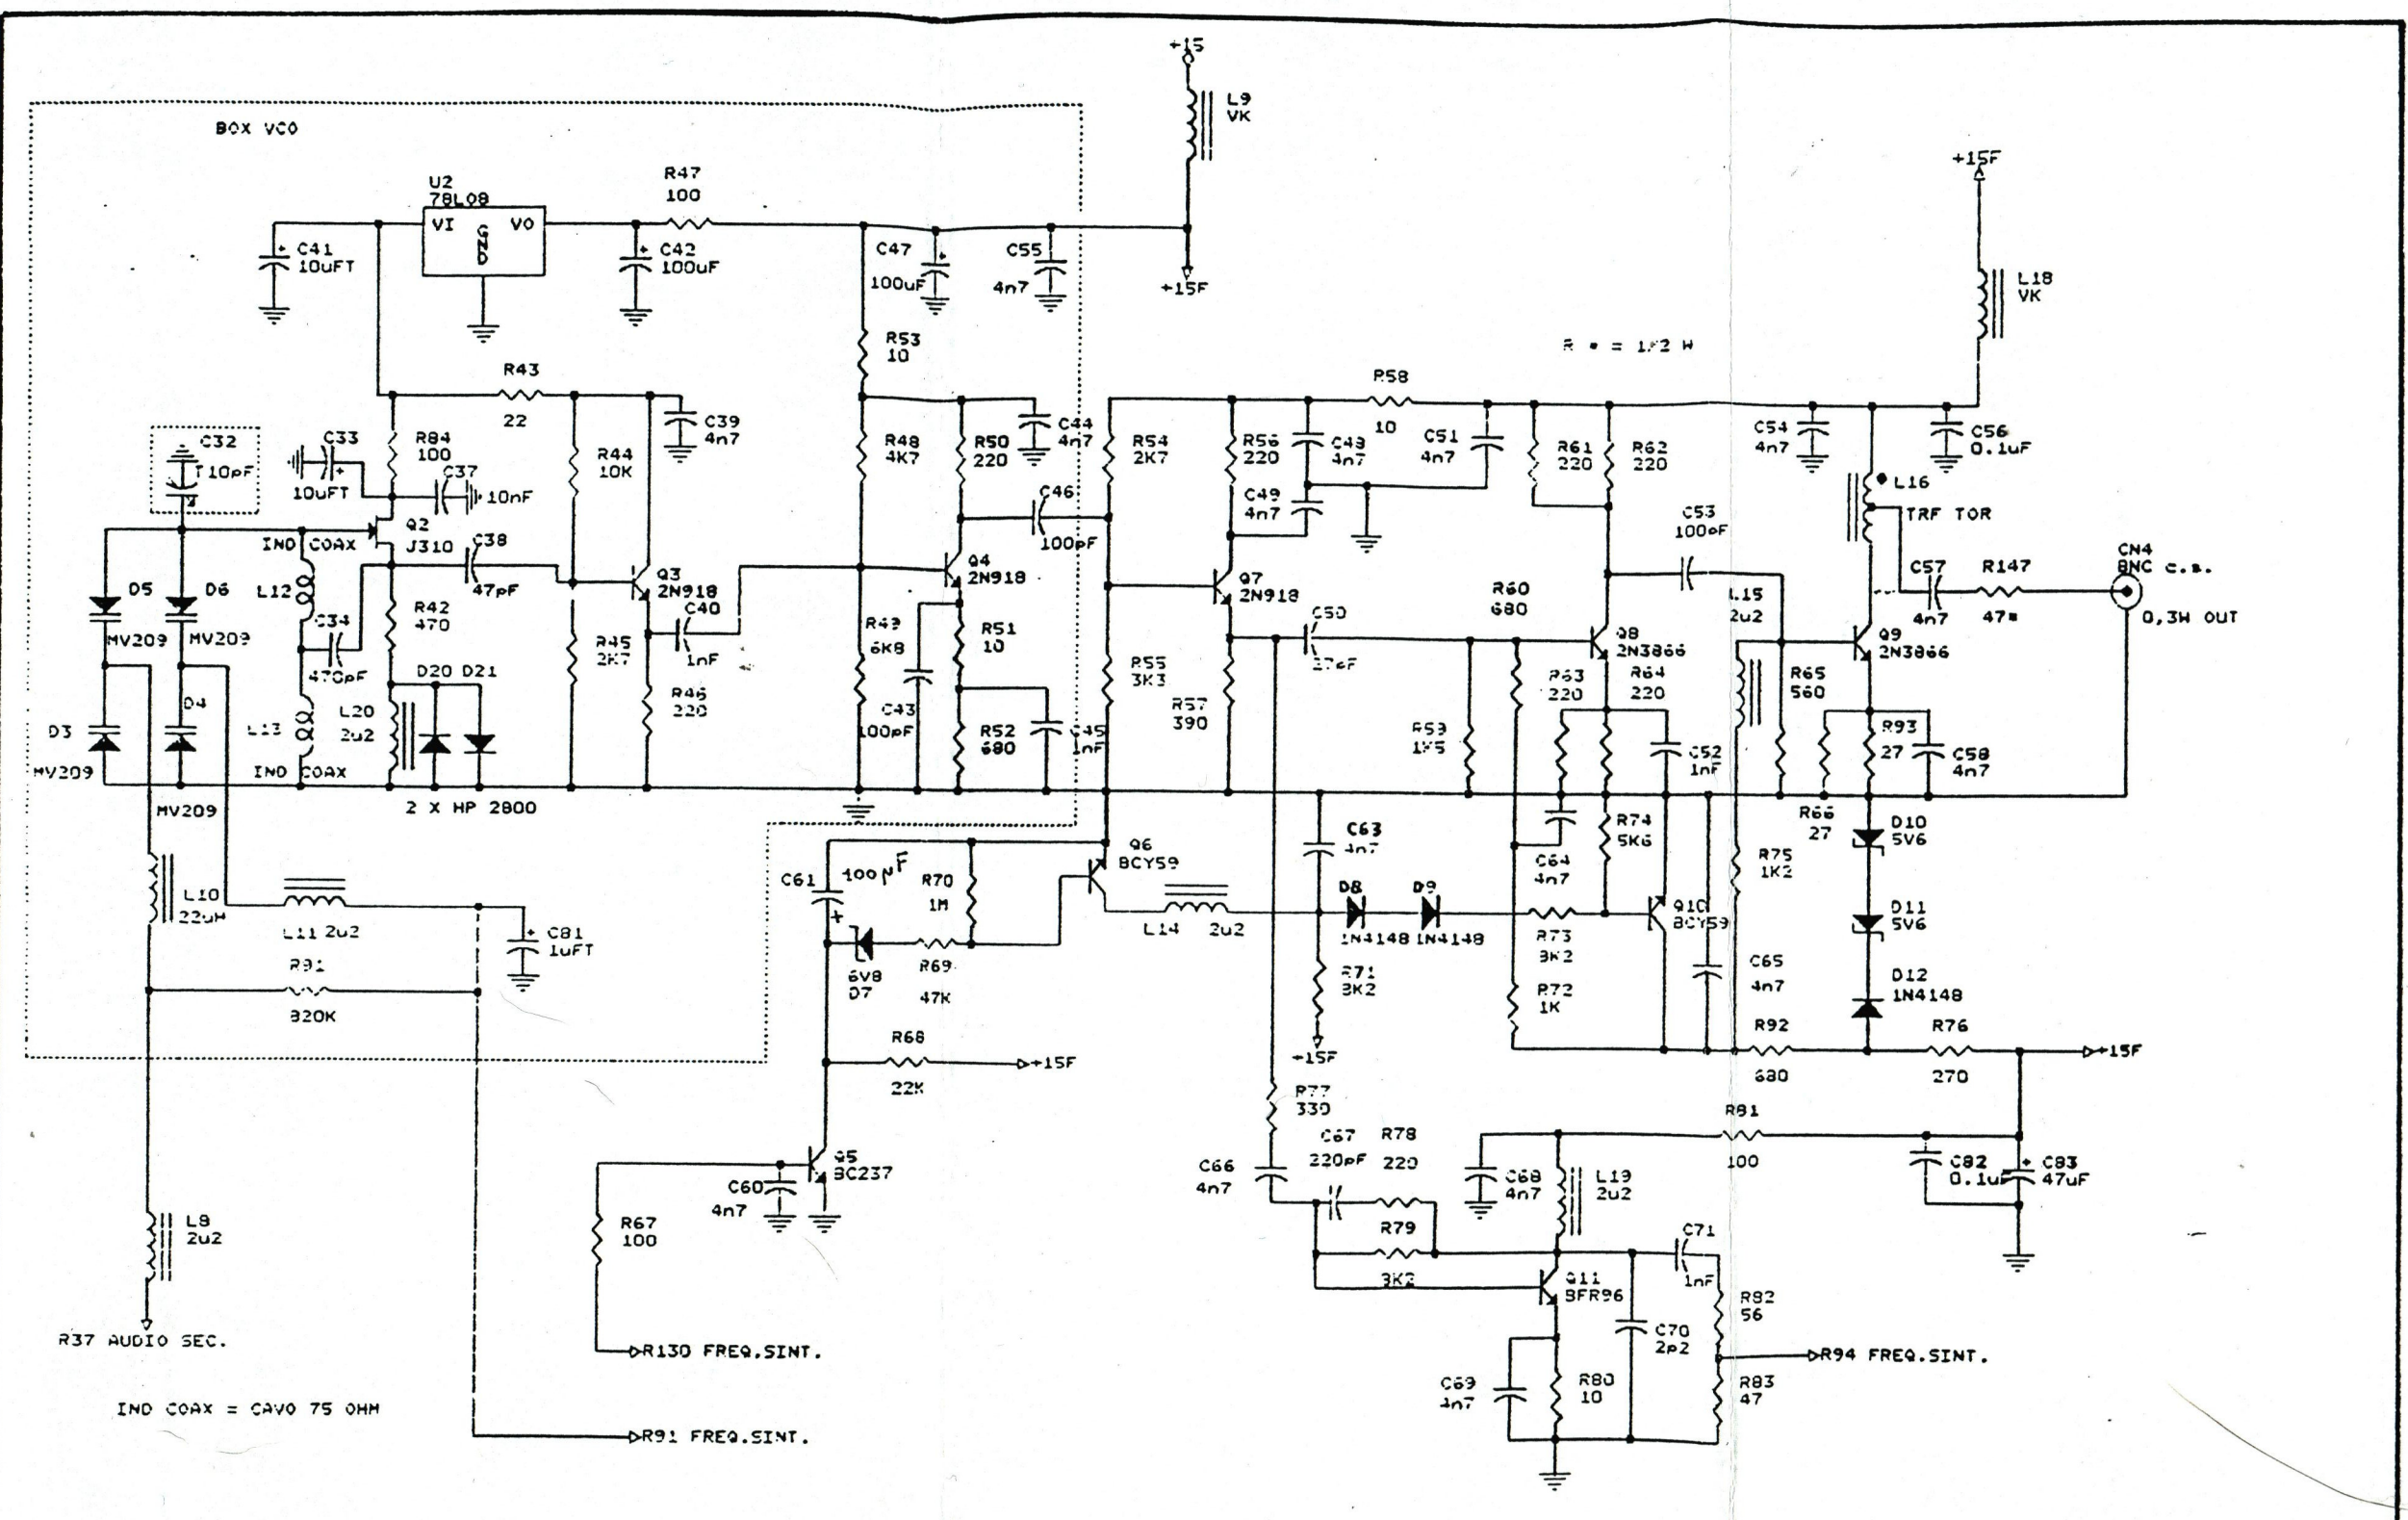 +15
L9
VK
BOX VCO
+15F
U2
78L08
VI
VO
GND
R47
100
C41
10uFT
C42
100uF
C47
100uF
C55
4n7
+15F
L18
VK
R53
10
R * = 1/2 W
R43
22
R58
10
C32
10pF
C33
10uFT
R84
100
C37
10nF
R44
10K
C39
4n7
R48
4K7
R50
220
C44
4n7
R54
2K7
R56
220
C48
4n7
C51
4n7
R61
220
R62
220
C54
4n7
C56
0.1uF
L16
TRF TOR
C46
100pF
C49
4n7
C53
100pF
IND COAX
Q2
J310
C38
47pF
Q3
2N918
Q4
2N918
Q7
2N918
CN4
BNC c.s.
C57
4n7
R147
47*
0,3W OUT
D5
MV209
D6
MV209
L12
C34
470pF
R42
470
C40
1nF
R45
2K7
R46
220
R49
6K8
R51
10
C43
100pF
R52
680
C45
1nF
R55
3K3
R57
390
C50
R60
680
Q8
2N3866
L15
2u2
Q9
2N3866
R63
220
R64
220
R65
560
R59
1K5
C52
1nF
R93
27
C58
4n7
R66
27
D3
MV209
D4
MV209
L13
IND COAX
L20
2u2
D20 D21
2 X HP 2800
C61
100µF
R70
1M
Q6
BCY59
C63
4n7
C64
4n7
R74
5K6
R75
1K2
D10
5V6
D11
5V6
D12
1N4148
L10
22uH
L11 2u2
C81
1uFT
R91
820K
6V8
D7
R69
47K
L14 2u2
D8
1N4148
D9
1N4148
R73
3K2
Q10
BCY59
C65
4n7
R71
3K2
+15F
R72
1K
R92
680
R76
270
+15F
R68
22K
+15F
R77
330
R81
100
Q5
BC237
C60
4n7
R67
100
C66
4n7
C67
220pF
R78
220
R79
3K2
C68
4n7
L19
2u2
C82
0.1uF
C83
47uF
L8
2u2
C71
1nF
Q11
BFR96
R82
56
C70
2p2
C69
4n7
R80
10
R83
47
R37 AUDIO SEC.
R130 FREQ.SINT.
R94 FREQ.SINT.
IND COAX = CAVO 75 OHM
R91 FREQ.SINT.